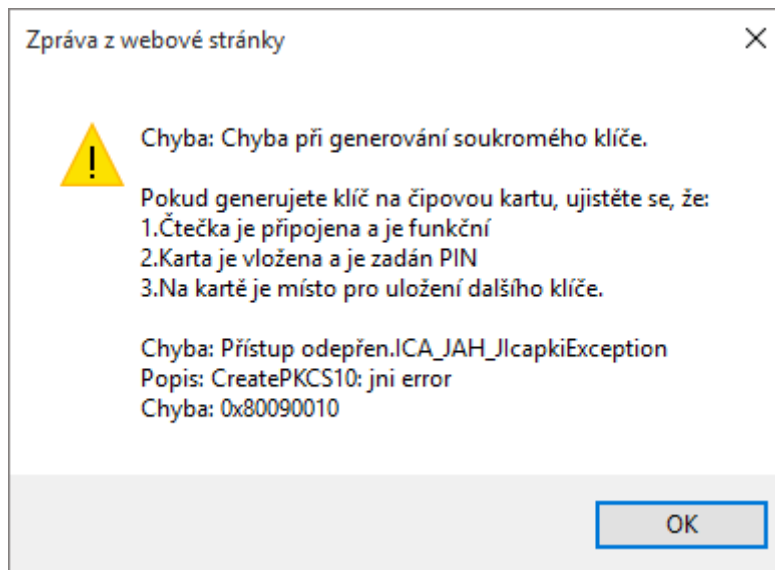 Zpráva z webové stránky
Chyba: Chyba při generování soukromého klíče.
Pokud generujete klíč na čipovou kartu, ujistěte se, že:
1.Čtečka je připojena a je funkční
2.Karta je vložena a je zadán PIN
3.Na kartě je místo pro uložení dalšího klíče.
Chyba: Přístup odepřen.ICA_JAH_JIcapkiException
Popis: CreatePKCS10: jni error
Chyba: 0x80090010
OK